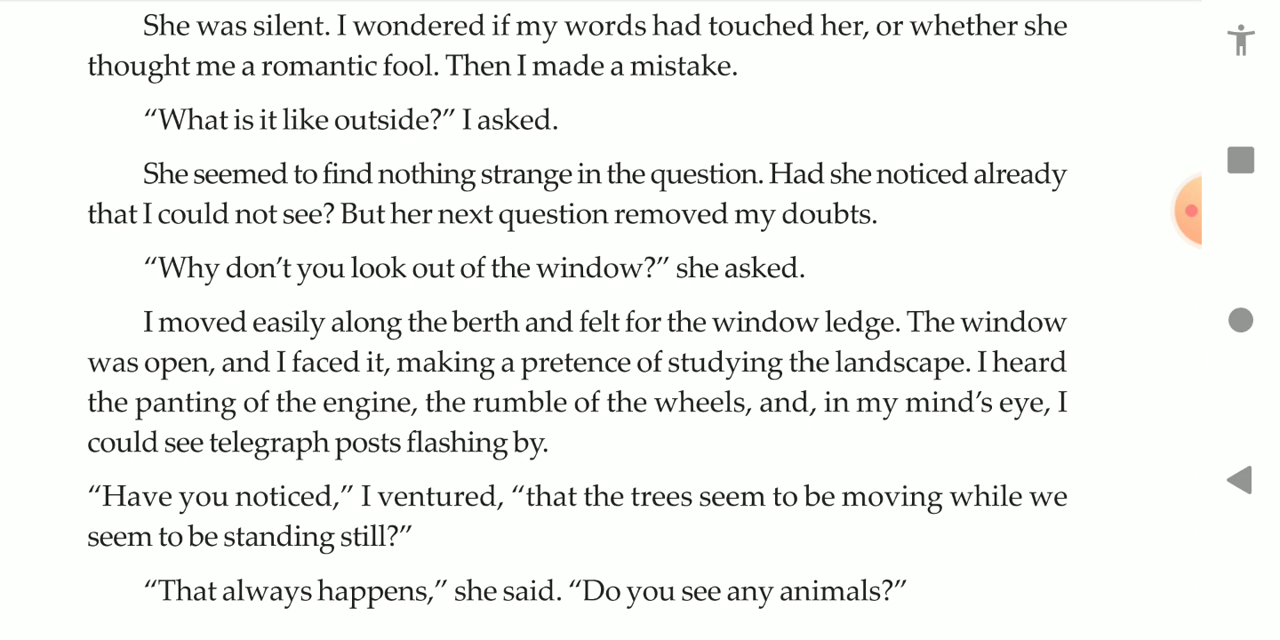 She was silent. I wondered if my words had touched her, or whether she
thought me a romantic fool. Then I made a mistake.
“What is it like outside?” I asked.
She seemed to find nothing strange in the question. Had she noticed already
that I could not see? But her next question removed my doubts.
“Why don’t you look out of the window?” she asked.
I moved easily along the berth and felt for the window ledge. The window
was open, and I faced it, making a pretence of studying the landscape. I heard
the panting of the engine, the rumble of the wheels, and, in my mind’s eye, I
could see telegraph posts flashing by.
“Have you noticed,” I ventured, “that the trees seem to be moving while we
seem to be standing still?”
“That always happens,” she said. “Do you see any animals?”